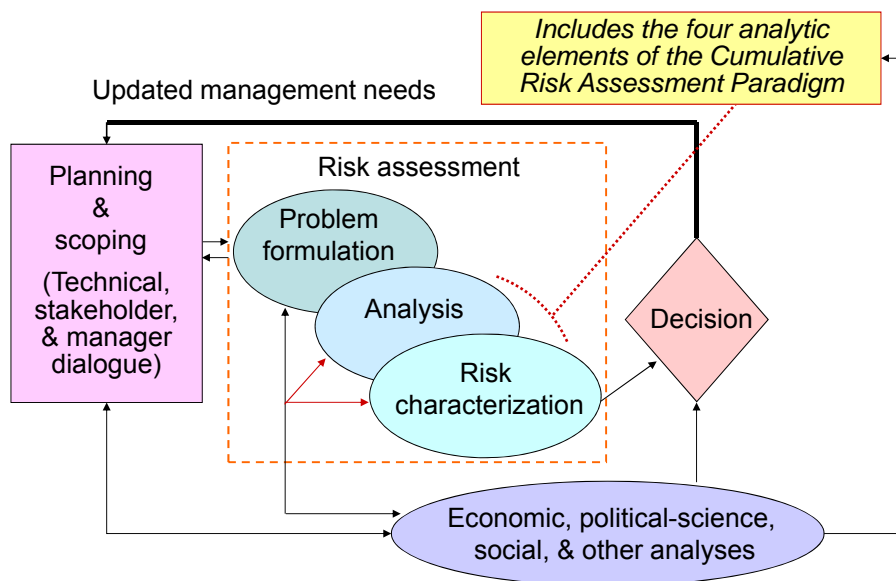 Includes the four analytic
elements of the Cumulative
Risk Assessment Paradigm
Updated management needs
Planning
&
scoping
(Technical,
stakeholder,
& manager
dialogue)
Risk assessment
Problem
formulation
Analysis
Risk
characterization
Decision
Economic, political-science,
social, & other analyses